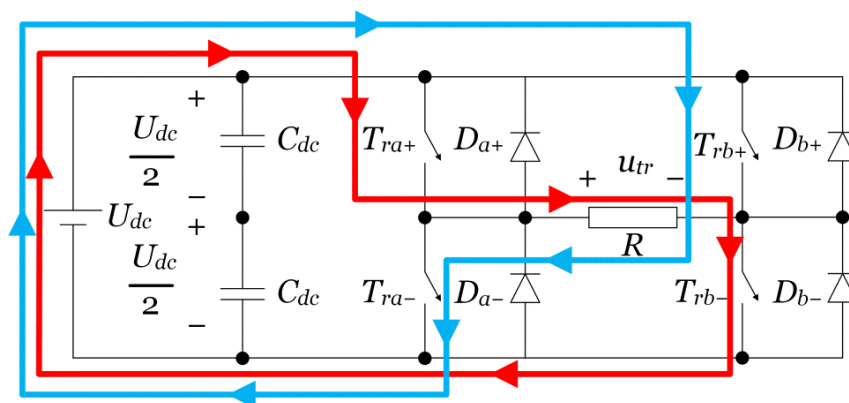 +
U_dc/2
−
C_dc
T_ra+
D_a+
+ u_tr −
T_rb+
D_b+
U_dc
R
+
U_dc/2
−
C_dc
T_ra−
D_a−
T_rb−
D_b−